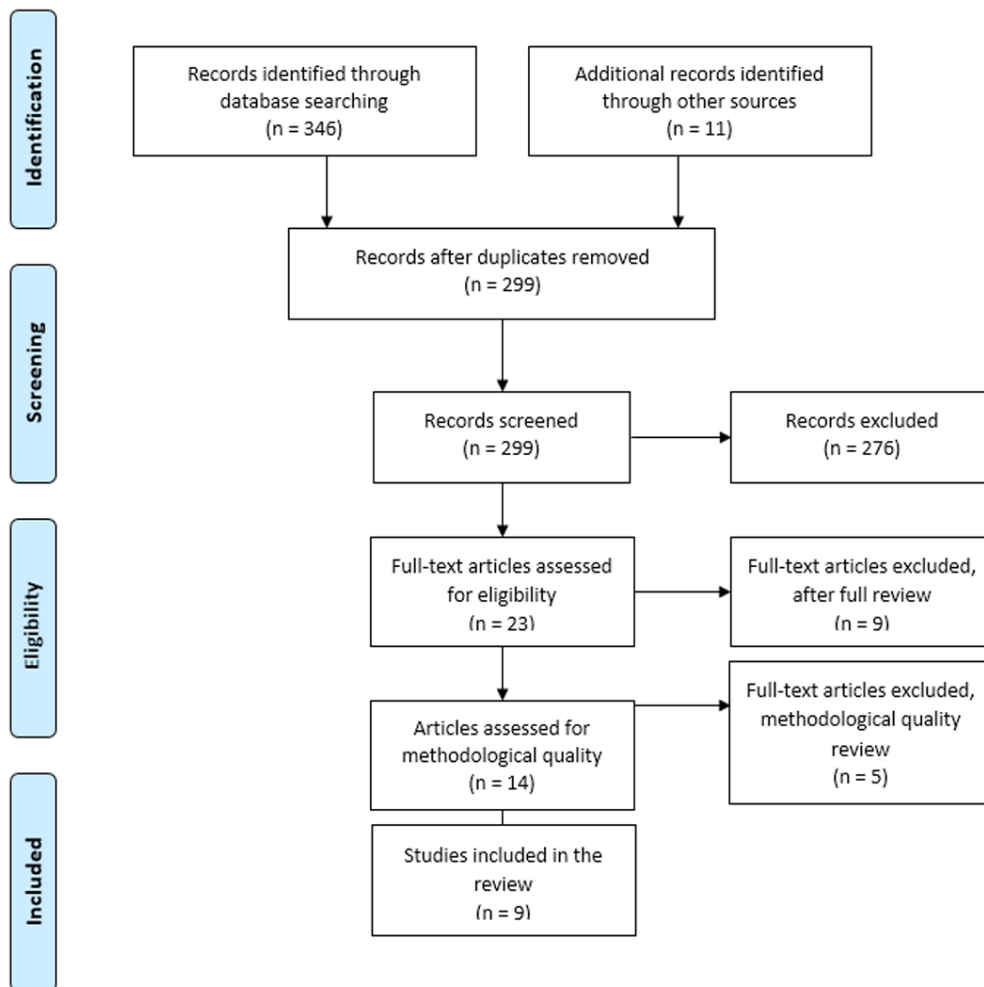 Identification
Records identified through
database searching
(n = 346)
Additional records identified
through other sources
(n = 11)
Records after duplicates removed
(n = 299)
Screening
Records screened
(n = 299)
Records excluded
(n = 276)
Eligibility
Full-text articles assessed
for eligibility
(n = 23)
Full-text articles excluded,
after full review
(n = 9)
Articles assessed for
methodological quality
(n = 14)
Full-text articles excluded,
methodological quality
review
(n = 5)
Included
Studies included in the
review
(n = 9)